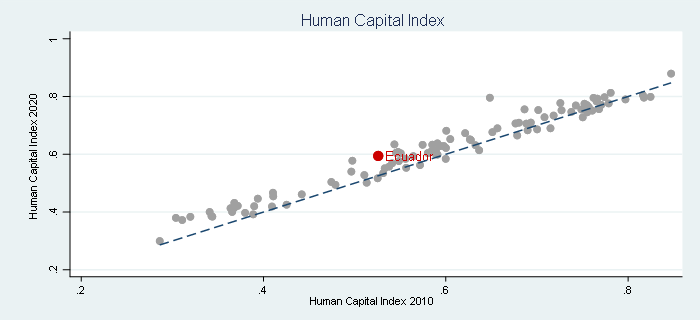 Human Capital Index
Human Capital Index 2020
1
.8
.6
.4
.2
Ecuador
.2
.4
.6
.8
Human Capital Index 2010